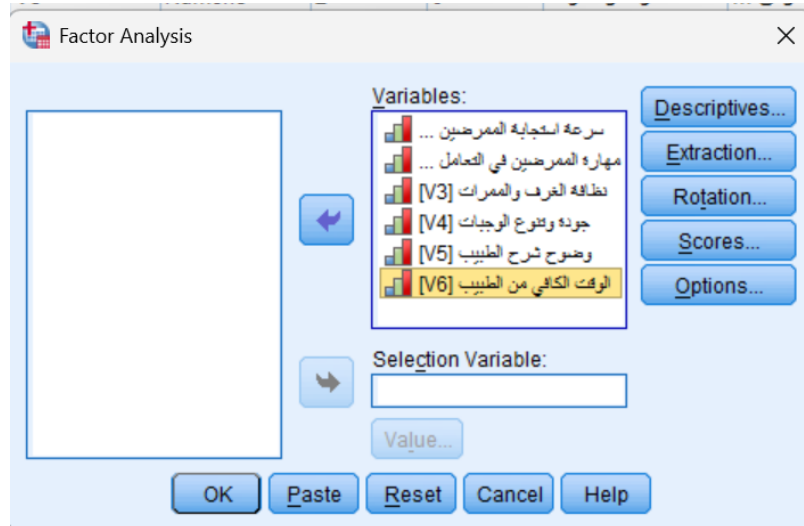 Factor Analysis
Variables:
سرعة استجابة الممرضين ...
مهارة الممرضين في التعامل ...
نظافة الغرف والممرات [V3]
جودة وتنوع الوجبات [V4]
وضوح شرح الطبيب [V5]
الوقت الكافي من الطبيب [V6]
Descriptives...
Extraction...
Rotation...
Scores...
Options...
Selection Variable:
Value...
OK
Paste
Reset
Cancel
Help